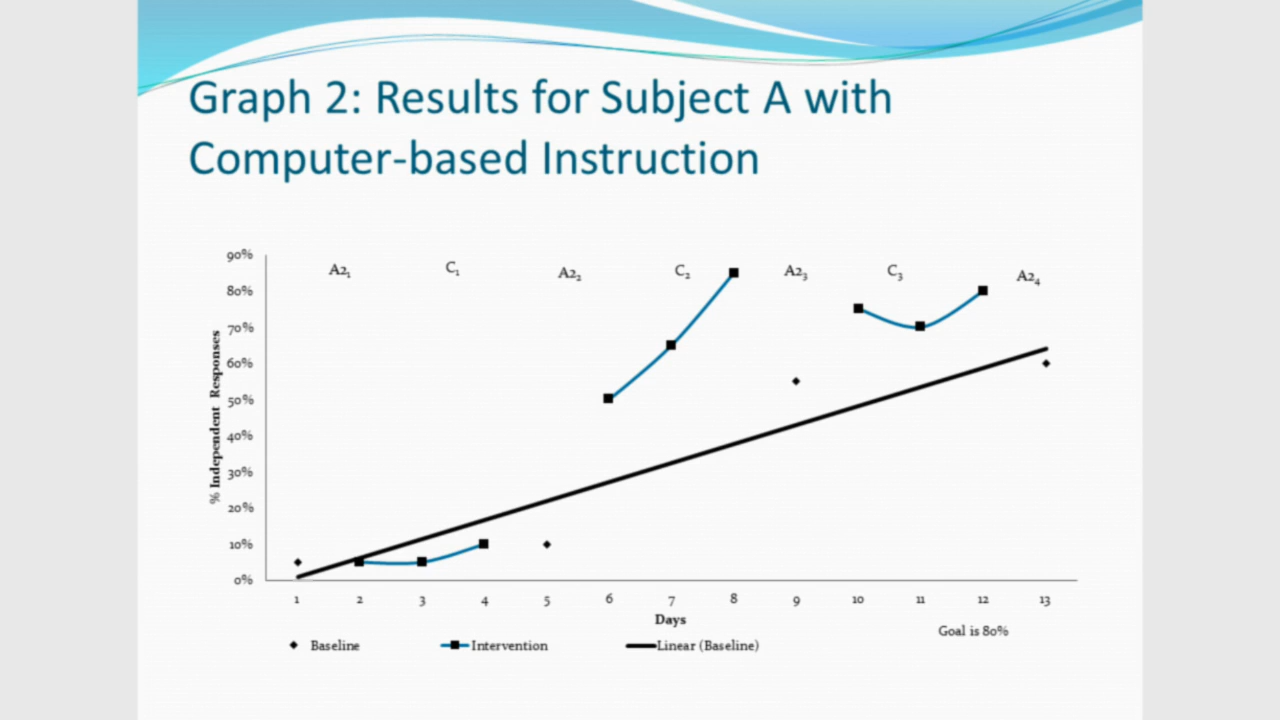 Graph 2: Results for Subject A with
Computer-based Instruction
90%
80%
70%
60%
50%
40%
30%
20%
10%
0%
% Independent Responses
A2₁
C₁
A2₂
C₂
A2₃
C₃
A2₄
1 2 3 4 5 6 7 8 9 10 11 12 13
Days
Goal is 80%
Baseline
Intervention
Linear (Baseline)